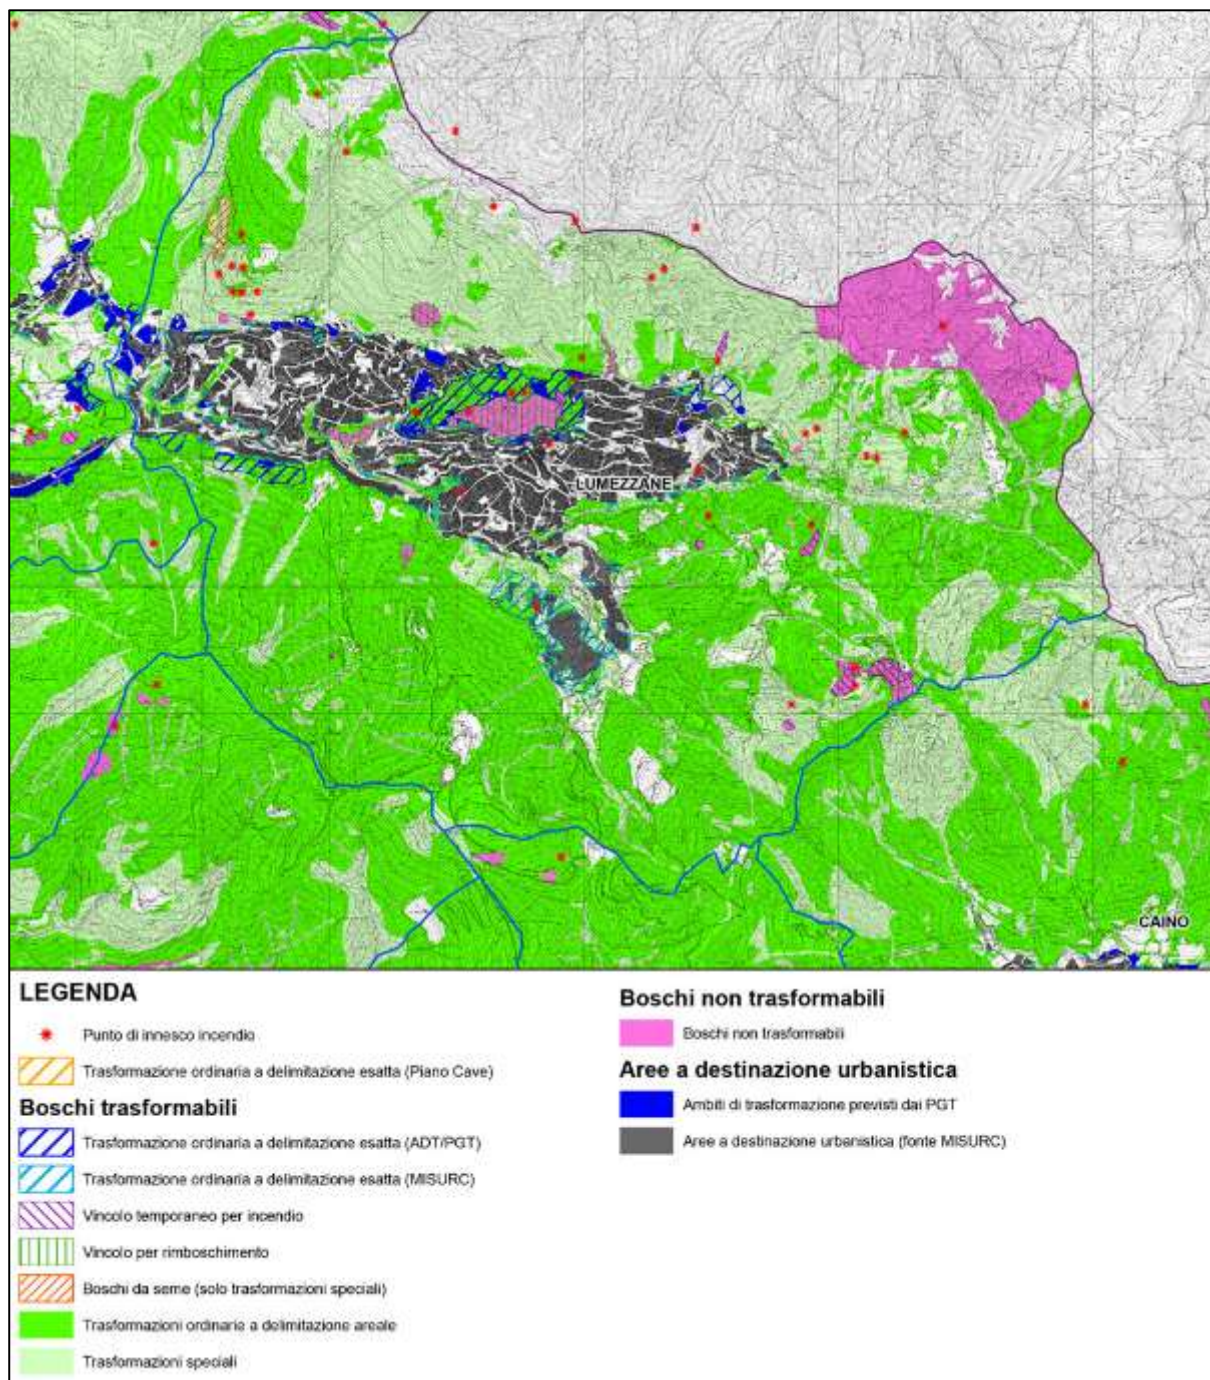 LUMEZZANE
CAINO
LEGENDA
Punto di innesco incendio
Trasformazione ordinaria a delimitazione esatta (Piano Cave)
Boschi trasformabili
Trasformazione ordinaria a delimitazione esatta (ADT/PGT)
Trasformazione ordinaria a delimitazione esatta (MISURC)
Vincolo temporaneo per incendio
Vincolo per rimboschimento
Boschi da seme (solo trasformazioni speciali)
Trasformazioni ordinarie a delimitazione areale
Trasformazioni speciali
Boschi non trasformabili
Boschi non trasformabili
Aree a destinazione urbanistica
Ambiti di trasformazione previsti dai PGT
Aree a destinazione urbanistica (fonte MISURC)